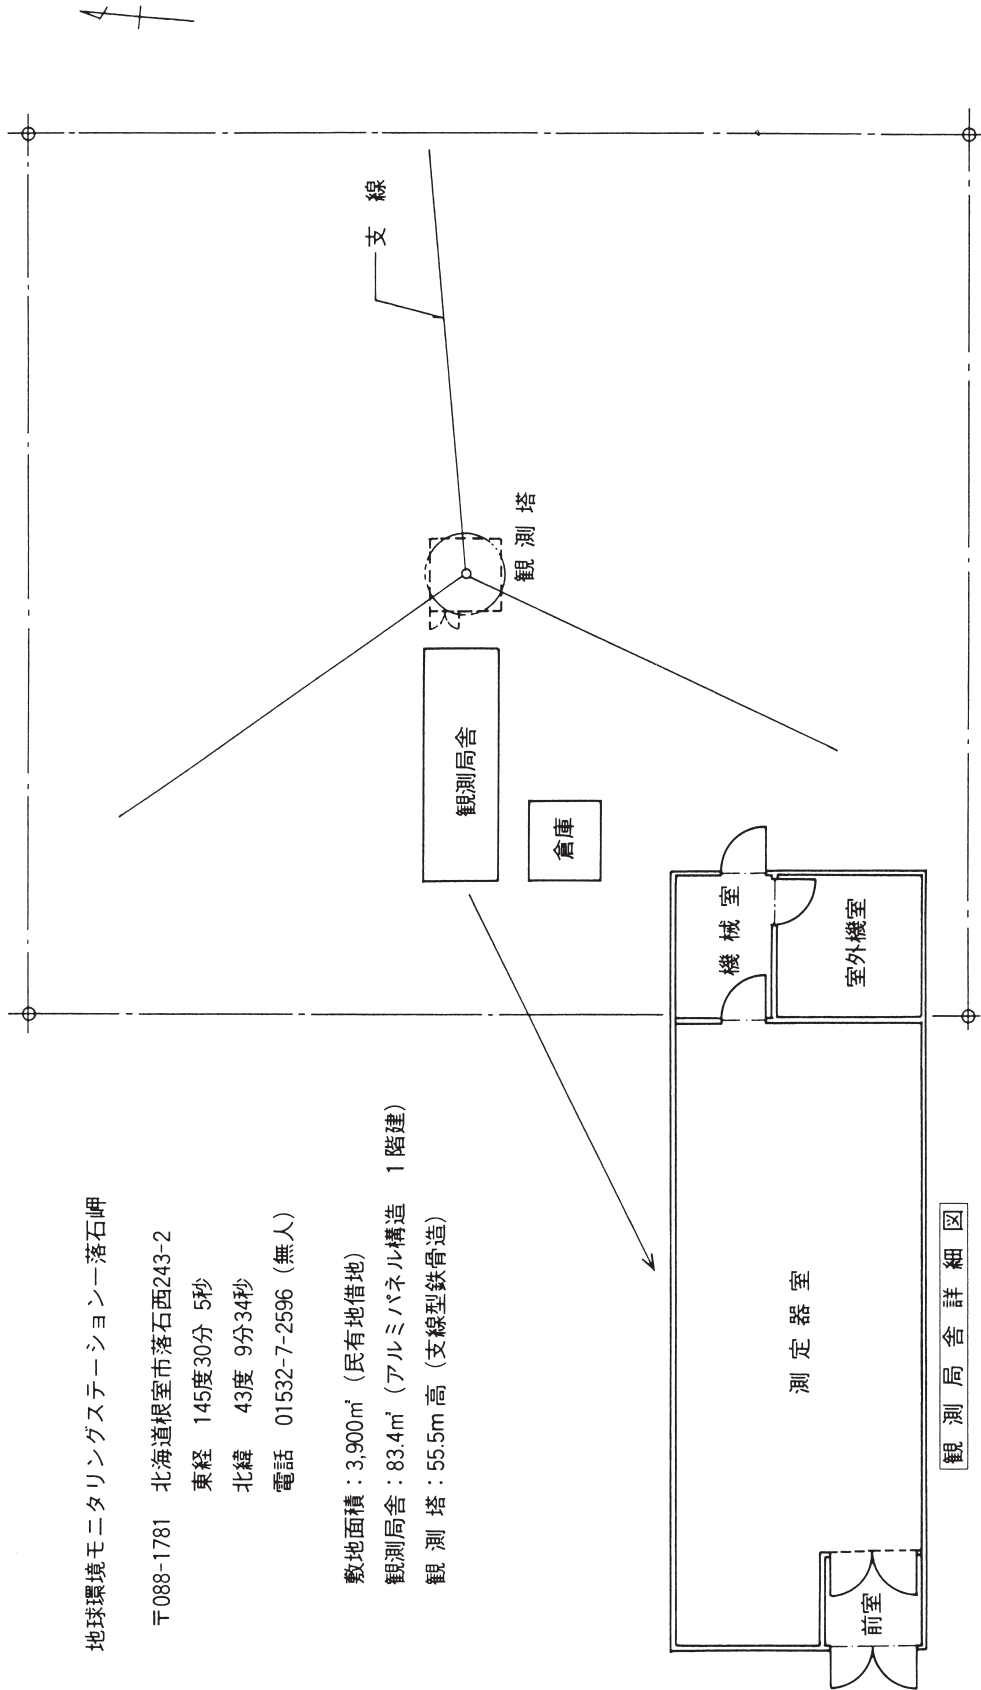 地球環境モニタリングステーション－落石岬
〒088-1781　北海道根室市落石西243-2
東経　145度30分 5秒
北緯　43度 9分34秒
電話　01532-7-2596（無人）
敷地面積：3,900㎡（民有地借地）
観測局舎：83.4㎡（アルミパネル構造　1階建）
観 測 塔：55.5m高（支線型鉄骨造）
支 線
観 測 塔
観測局舎
倉庫
機 械 室
室外機室
測 定 器 室
前室
観 測 局 舎 詳 細 図